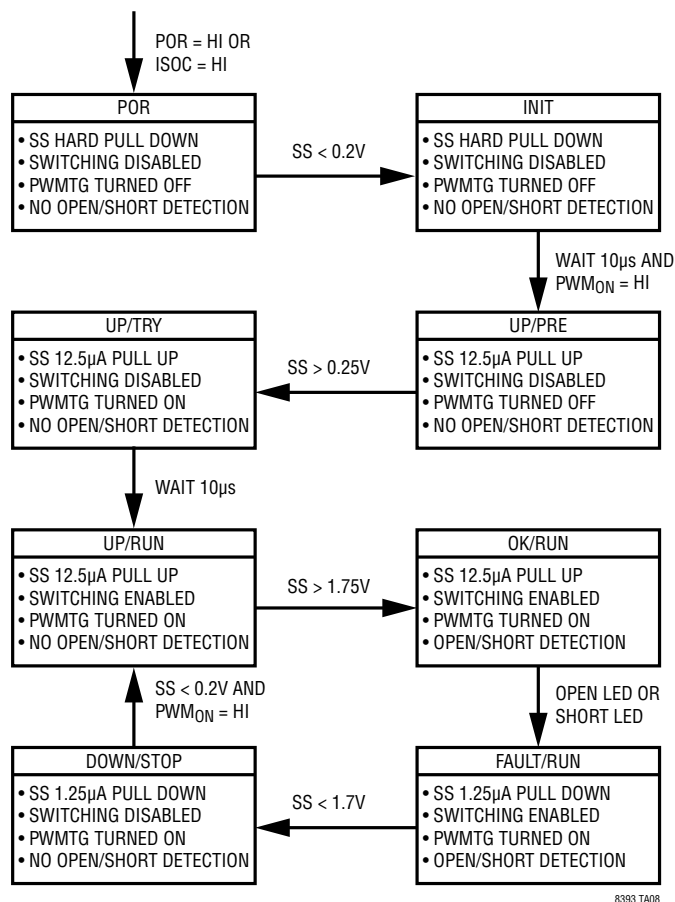 POR = HI OR
ISOC = HI
POR
• SS HARD PULL DOWN
• SWITCHING DISABLED
• PWMTG TURNED OFF
• NO OPEN/SHORT DETECTION
SS < 0.2V
INIT
• SS HARD PULL DOWN
• SWITCHING DISABLED
• PWMTG TURNED OFF
• NO OPEN/SHORT DETECTION
WAIT 10µs AND
PWMON = HI
UP/PRE
• SS 12.5µA PULL UP
• SWITCHING DISABLED
• PWMTG TURNED OFF
• NO OPEN/SHORT DETECTION
SS > 0.25V
UP/TRY
• SS 12.5µA PULL UP
• SWITCHING DISABLED
• PWMTG TURNED ON
• NO OPEN/SHORT DETECTION
WAIT 10µs
UP/RUN
• SS 12.5µA PULL UP
• SWITCHING ENABLED
• PWMTG TURNED ON
• NO OPEN/SHORT DETECTION
SS > 1.75V
OK/RUN
• SS 12.5µA PULL UP
• SWITCHING ENABLED
• PWMTG TURNED ON
• OPEN/SHORT DETECTION
OPEN LED OR
SHORT LED
FAULT/RUN
• SS 1.25µA PULL DOWN
• SWITCHING ENABLED
• PWMTG TURNED ON
• OPEN/SHORT DETECTION
SS < 1.7V
DOWN/STOP
• SS 1.25µA PULL DOWN
• SWITCHING DISABLED
• PWMTG TURNED ON
• NO OPEN/SHORT DETECTION
SS < 0.2V AND
PWMON = HI
8393 TA08